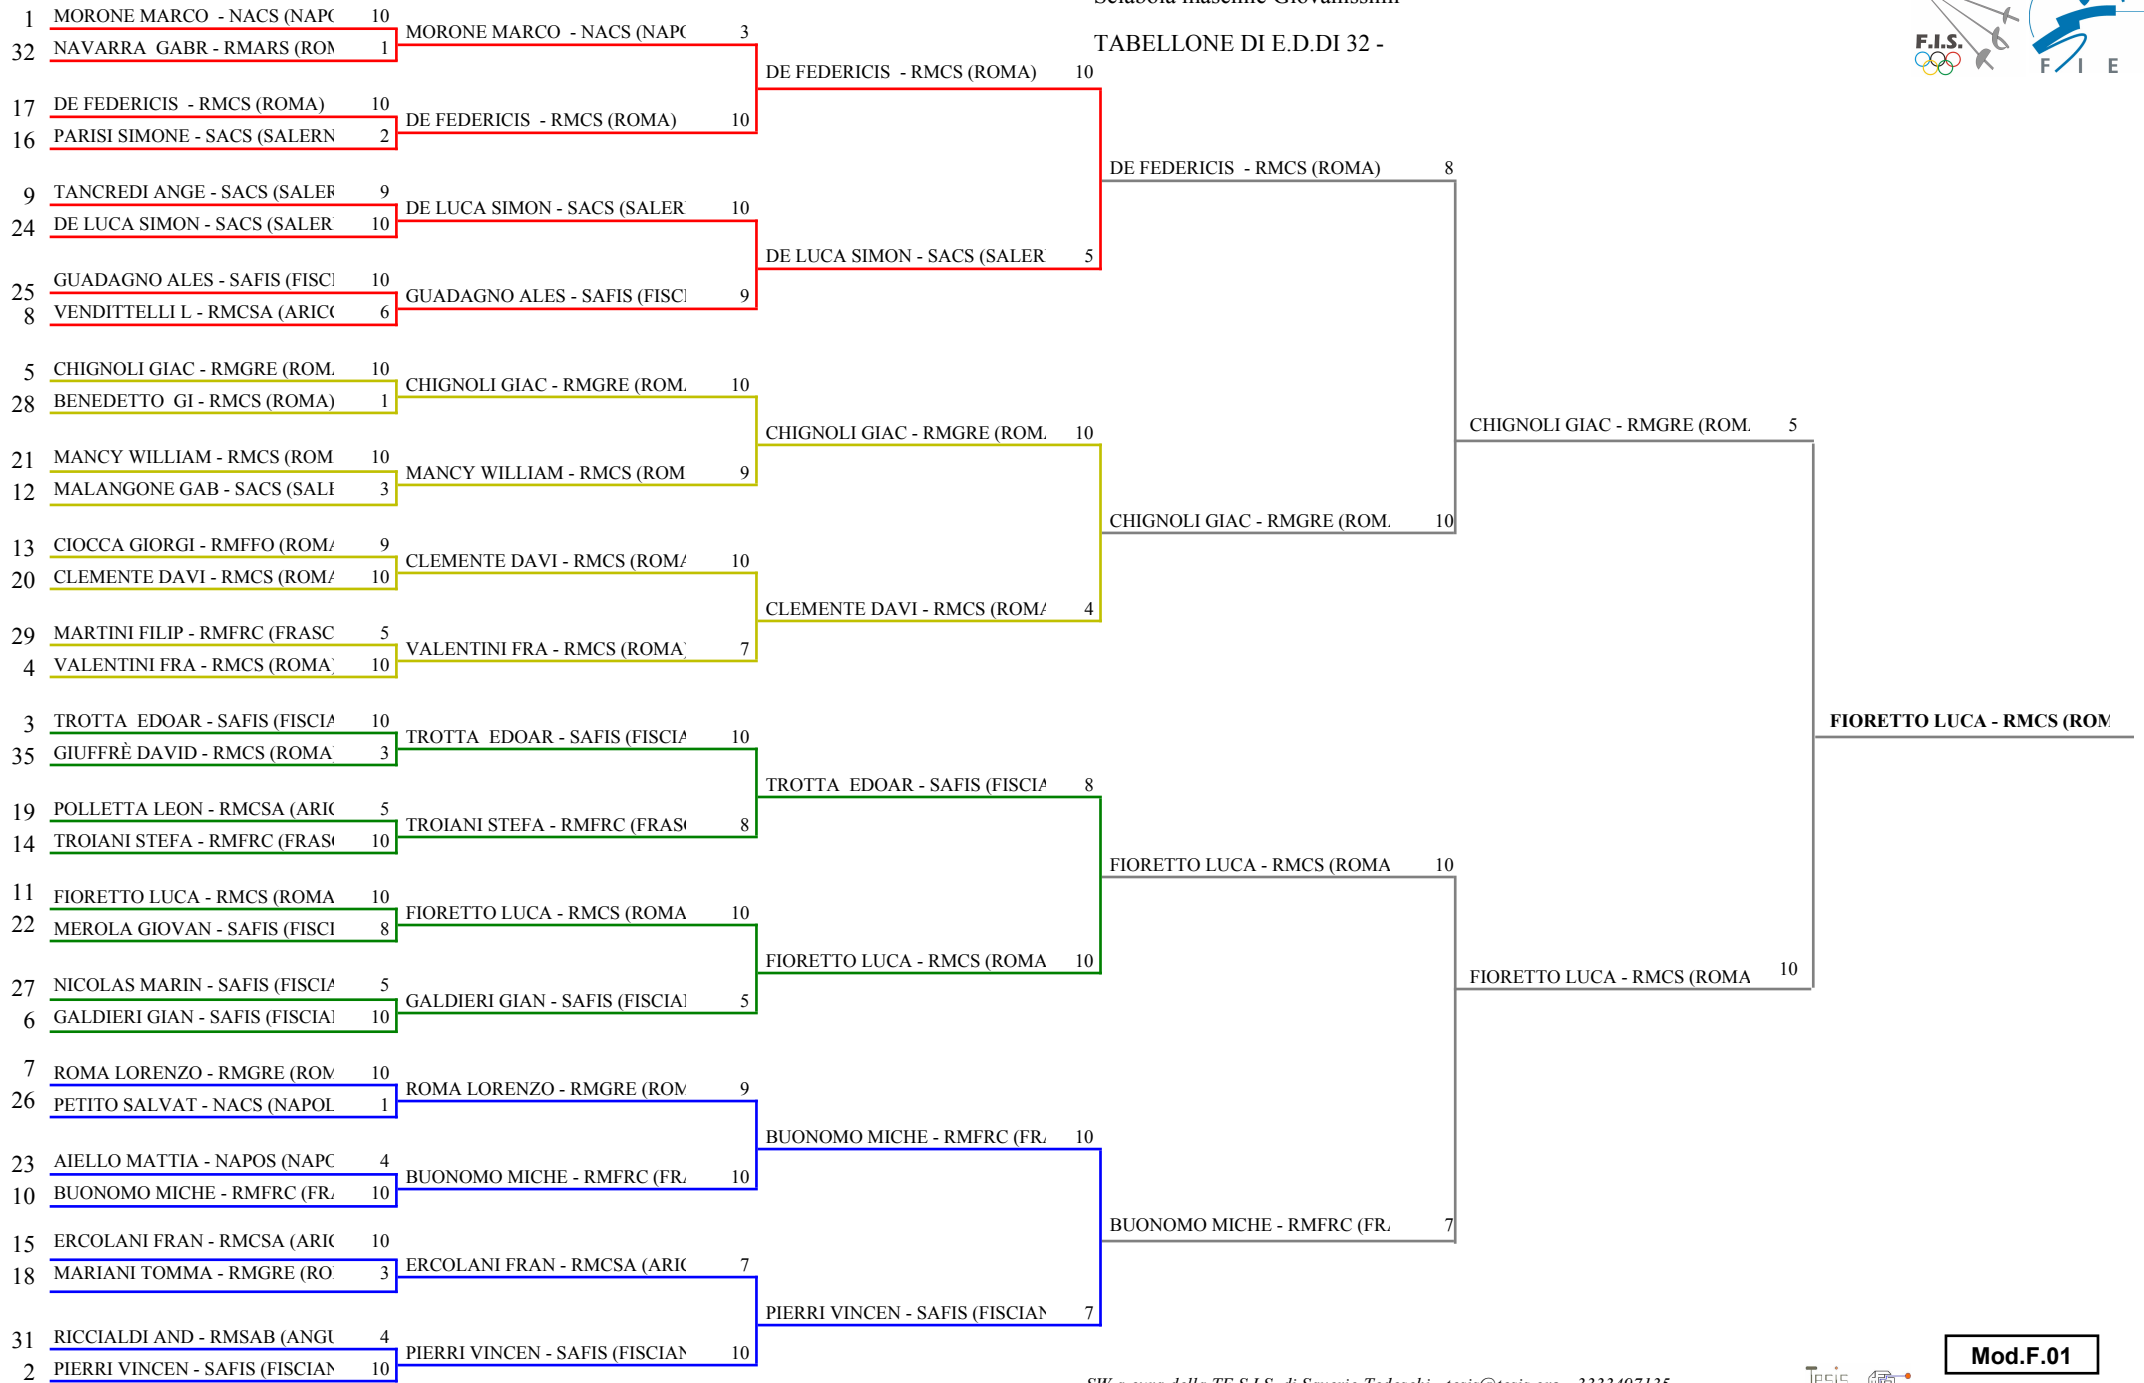 TABELLONE DI E.D.DI 32 -
F.I.S.
F I E
1 MORONE MARCO - NACS (NAP 10
32 NAVARRA GABR - RMARS (RO 1
17 DE FEDERICIS - RMCS (ROMA) 10
16 PARISI SIMONE - SACS (SALERN 2
9 TANCREDI ANGE - SACS (SALER 9
24 DE LUCA SIMON - SACS (SALER 10
25 GUADAGNO ALES - SAFIS (FISC 10
8 VENDITTELLI L - RMCSA (ARIC 6
5 CHIGNOLI GIAC - RMGRE (ROM 10
28 BENEDETTO GI - RMCS (ROMA) 1
21 MANCY WILLIAM - RMCS (ROM 10
12 MALANGONE GAB - SACS (SAL 3
13 CIOCCA GIORGI - RMFFO (ROMA 9
20 CLEMENTE DAVI - RMCS (ROMA 10
29 MARTINI FILIP - RMFRC (FRASC 5
4 VALENTINI FRA - RMCS (ROMA) 10
3 TROTTA EDOAR - SAFIS (FISCIA 10
35 GIUFFRÈ DAVID - RMCS (ROMA 3
19 POLLETTA LEON - RMCSA (ARIC 5
14 TROIANI STEFA - RMFRC (FRAS 10
11 FIORETTO LUCA - RMCS (ROMA 10
22 MEROLA GIOVAN - SAFIS (FISCI 8
27 NICOLAS MARIN - SAFIS (FISCIA 5
6 GALDIERI GIAN - SAFIS (FISCIA 10
7 ROMA LORENZO - RMGRE (ROM 10
26 PETITO SALVAT - NACS (NAPOL 1
23 AIELLO MATTIA - NAPOS (NAPO 4
10 BUONOMO MICHE - RMFRC (FRA 10
15 ERCOLANI FRAN - RMCSA (ARIC 10
18 MARIANI TOMMA - RMGRE (RO 3
31 RICCIALDI AND - RMSAB (ANGU 4
2 PIERRI VINCEN - SAFIS (FISCIAN 10
MORONE MARCO - NACS (NAP 3
DE FEDERICIS - RMCS (ROMA) 10
DE LUCA SIMON - SACS (SALER 10
GUADAGNO ALES - SAFIS (FISC 9
CHIGNOLI GIAC - RMGRE (ROM 10
MANCY WILLIAM - RMCS (ROM 9
CLEMENTE DAVI - RMCS (ROMA 10
VALENTINI FRA - RMCS (ROMA) 7
TROTTA EDOAR - SAFIS (FISCIA 10
TROIANI STEFA - RMFRC (FRAS 8
FIORETTO LUCA - RMCS (ROMA 10
GALDIERI GIAN - SAFIS (FISCIA 5
ROMA LORENZO - RMGRE (ROM 9
BUONOMO MICHE - RMFRC (FRA 10
ERCOLANI FRAN - RMCSA (ARIC 7
PIERRI VINCEN - SAFIS (FISCIAN 10
DE FEDERICIS - RMCS (ROMA) 10
DE LUCA SIMON - SACS (SALER 5
CHIGNOLI GIAC - RMGRE (ROM 10
CLEMENTE DAVI - RMCS (ROMA 4
TROTTA EDOAR - SAFIS (FISCIA 8
FIORETTO LUCA - RMCS (ROMA 10
BUONOMO MICHE - RMFRC (FRA 10
PIERRI VINCEN - SAFIS (FISCIAN 7
DE FEDERICIS - RMCS (ROMA) 8
CHIGNOLI GIAC - RMGRE (ROM 10
FIORETTO LUCA - RMCS (ROMA 10
BUONOMO MICHE - RMFRC (FRA 7
CHIGNOLI GIAC - RMGRE (ROM 5
FIORETTO LUCA - RMCS (ROMA 10
FIORETTO LUCA - RMCS (ROM
Mod.F.01